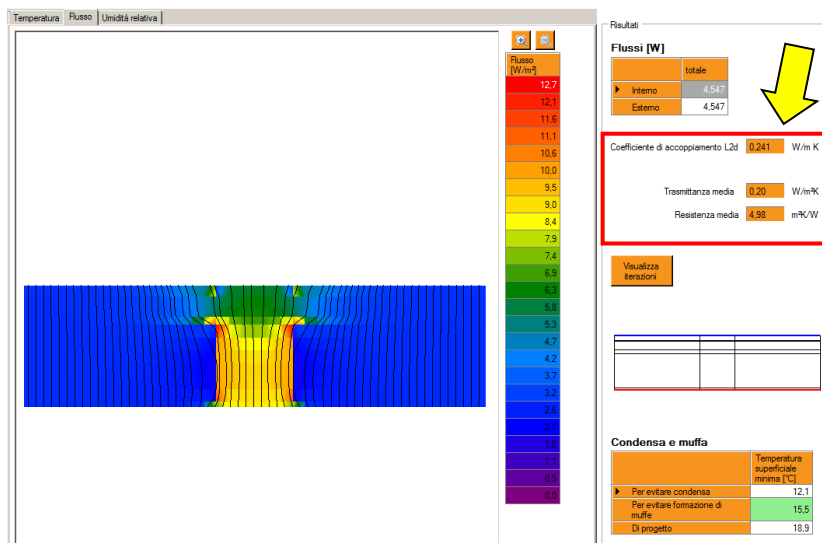 Temperatura Flusso Umidità relativa
Flusso
[W/m²]
12,7
12,1
11,6
11,1
10,6
10,0
9,5
9,0
8,4
7,9
7,4
6,9
6,3
5,8
5,3
4,7
4,2
3,7
3,2
2,6
2,1
1,6
1,1
0,5
0,0
Risultati
Flussi [W]
totale
Interno 4,547
Esterno 4,547
Coefficiente di accoppiamento L2d 0,241 W/m K
Trasmittanza media 0,20 W/m²K
Resistenza media 4,98 m²K/W
Visualizza
iterazioni
Condensa e muffa
Temperatura
superficiale
minima [°C]
Per evitare condensa 12,1
Per evitare formazione di
muffe 15,5
Di progetto 18,9